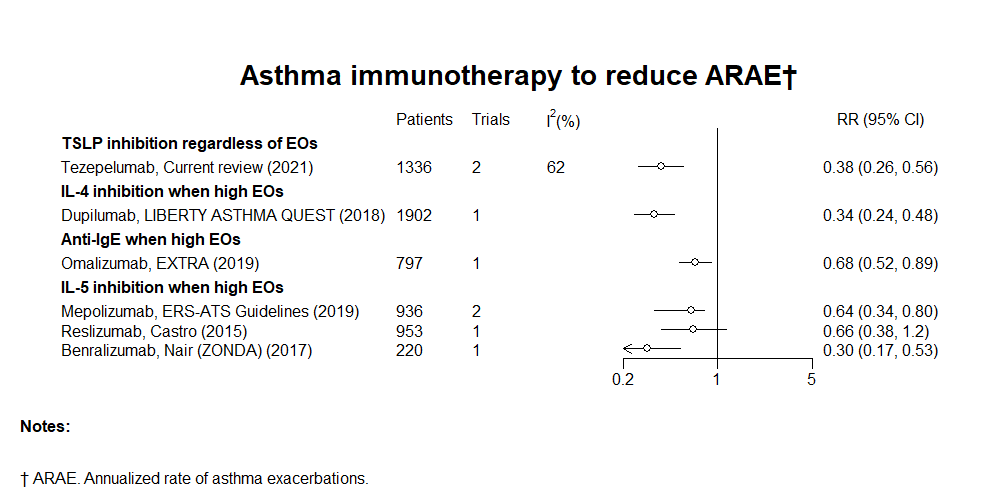 Asthma immunotherapy to reduce ARAE†
Patients Trials I²(%) RR (95% CI)
TSLP inhibition regardless of EOs
Tezepelumab, Current review (2021) 1336 2 62 0.38 (0.26, 0.56)
IL-4 inhibition when high EOs
Dupilumab, LIBERTY ASTHMA QUEST (2018) 1902 1 0.34 (0.24, 0.48)
Anti-IgE when high EOs
Omalizumab, EXTRA (2019) 797 1 0.68 (0.52, 0.89)
IL-5 inhibition when high EOs
Mepolizumab, ERS-ATS Guidelines (2019) 936 2 0.64 (0.34, 0.80)
Reslizumab, Castro (2015) 953 1 0.66 (0.38, 1.2)
Benralizumab, Nair (ZONDA) (2017) 220 1 0.30 (0.17, 0.53)
0.2 1 5
Notes:
† ARAE. Annualized rate of asthma exacerbations.